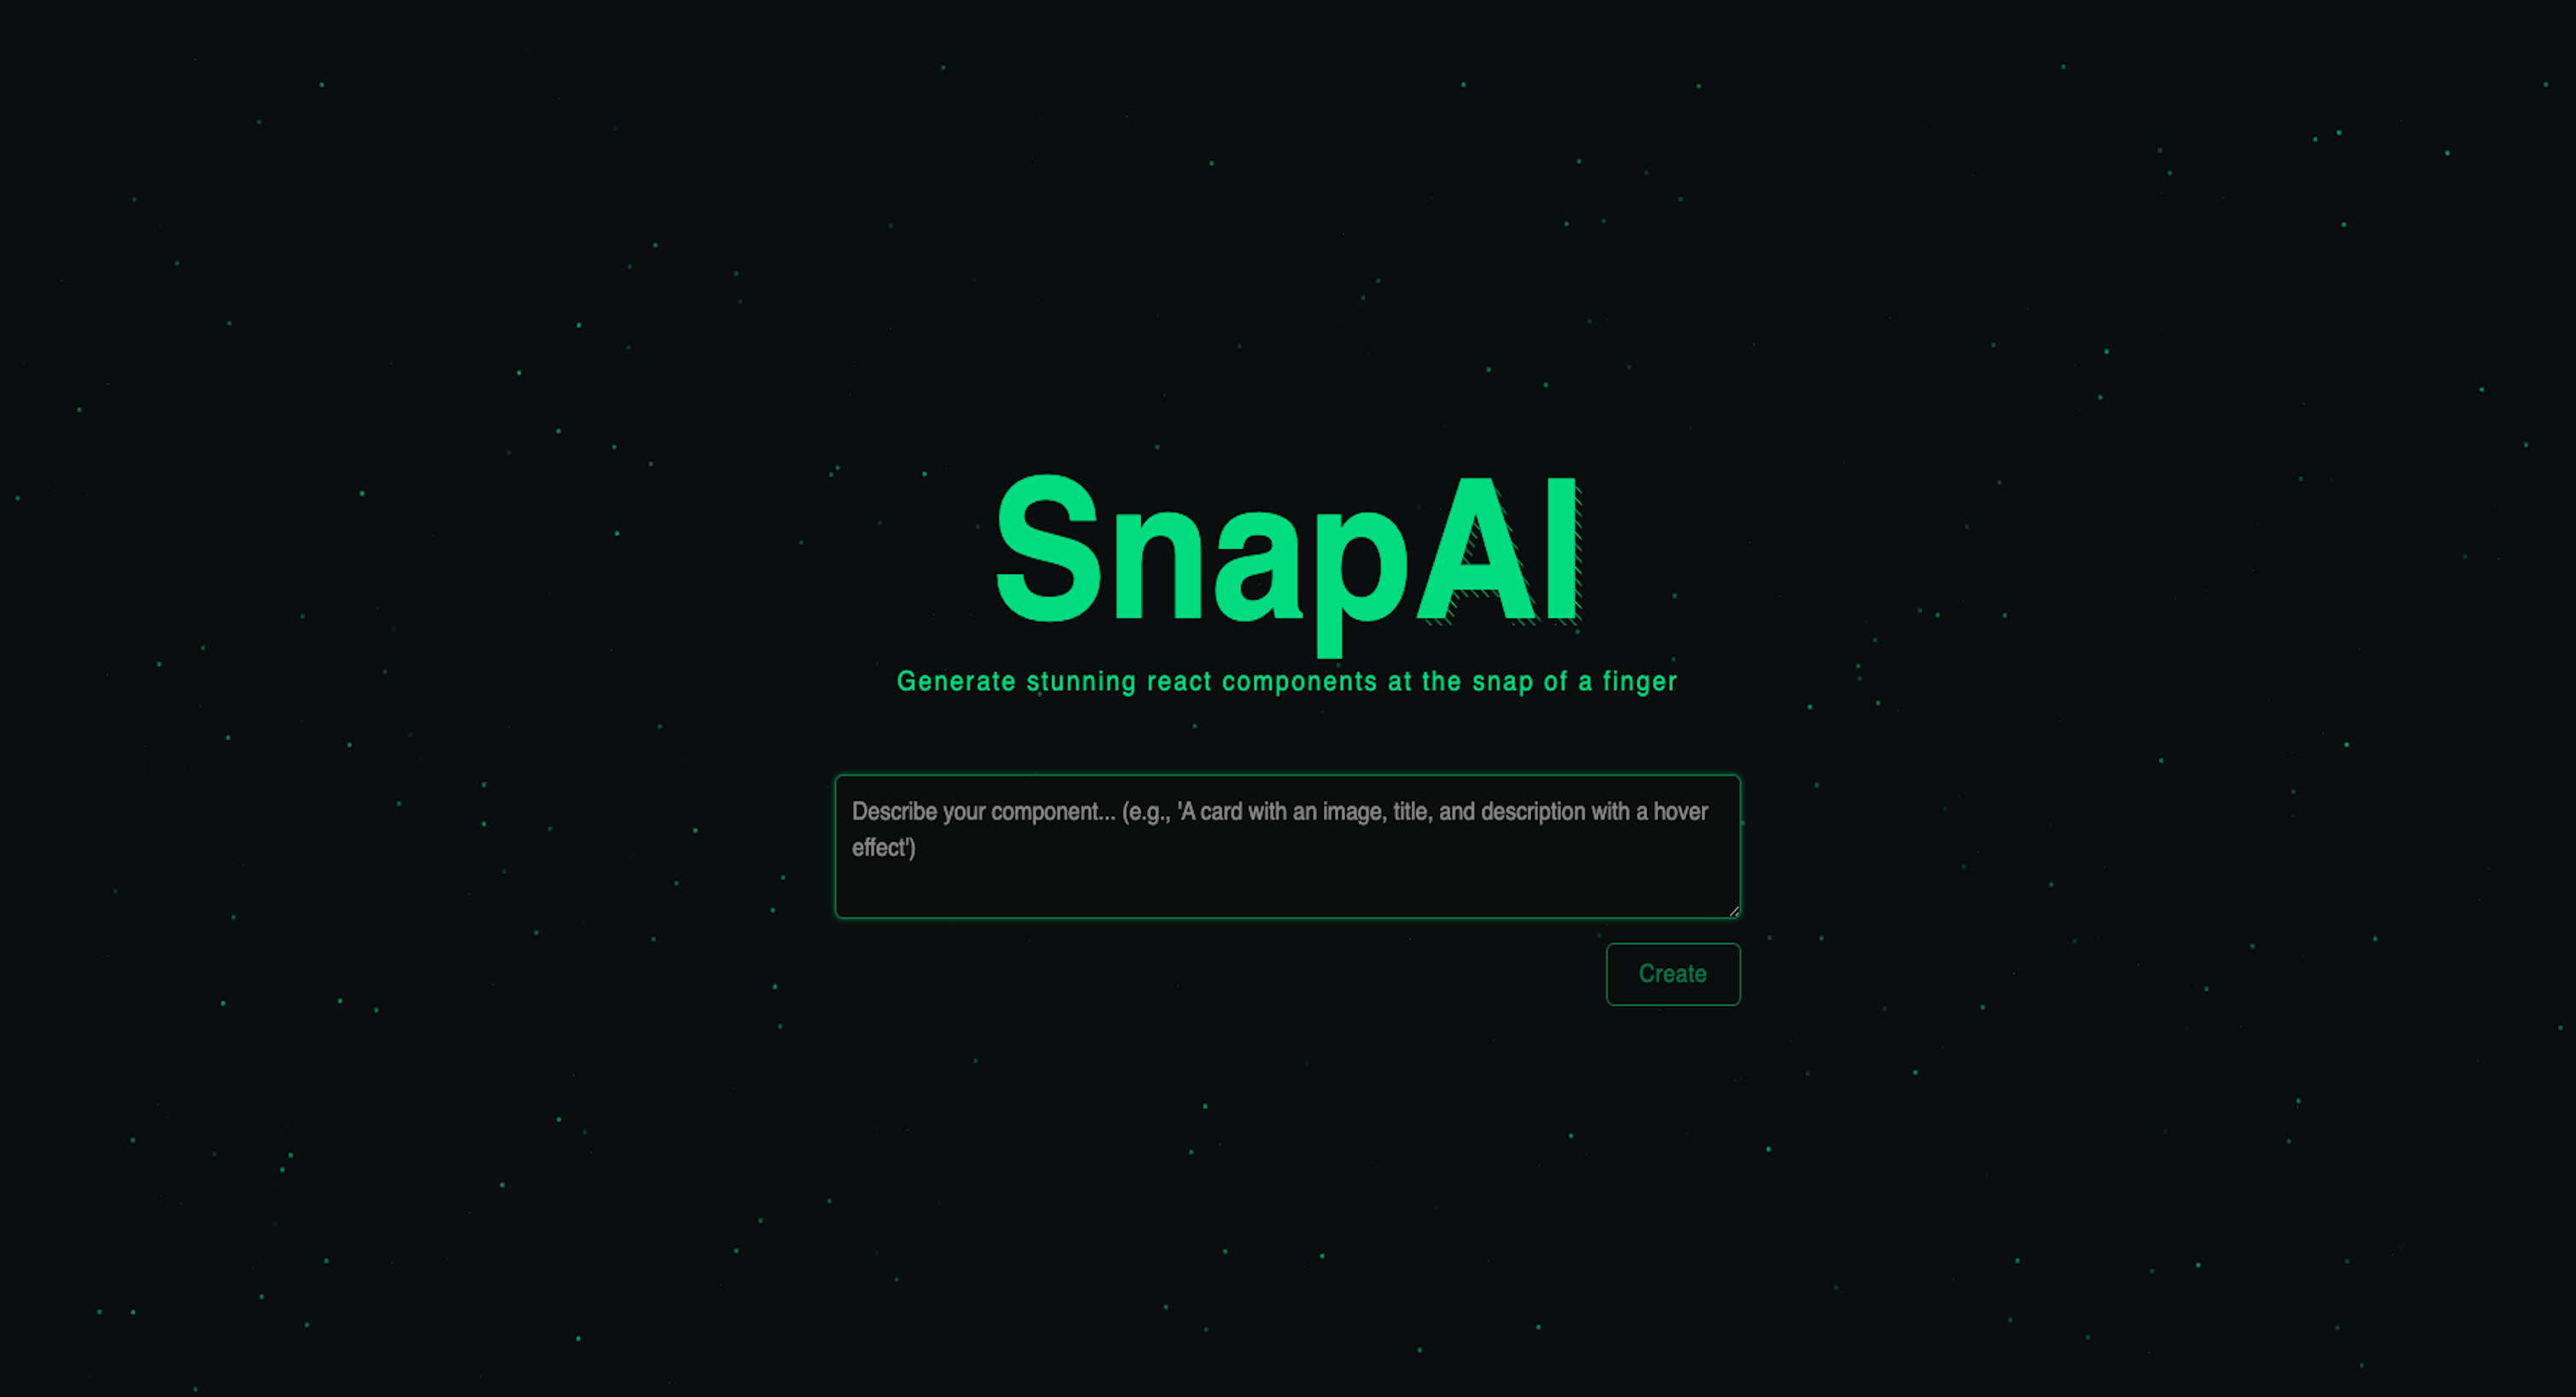 SnapAI
Generate stunning react components at the snap of a finger
Describe your component... (e.g., 'A card with an image, title, and description with a hover
effect')
Create